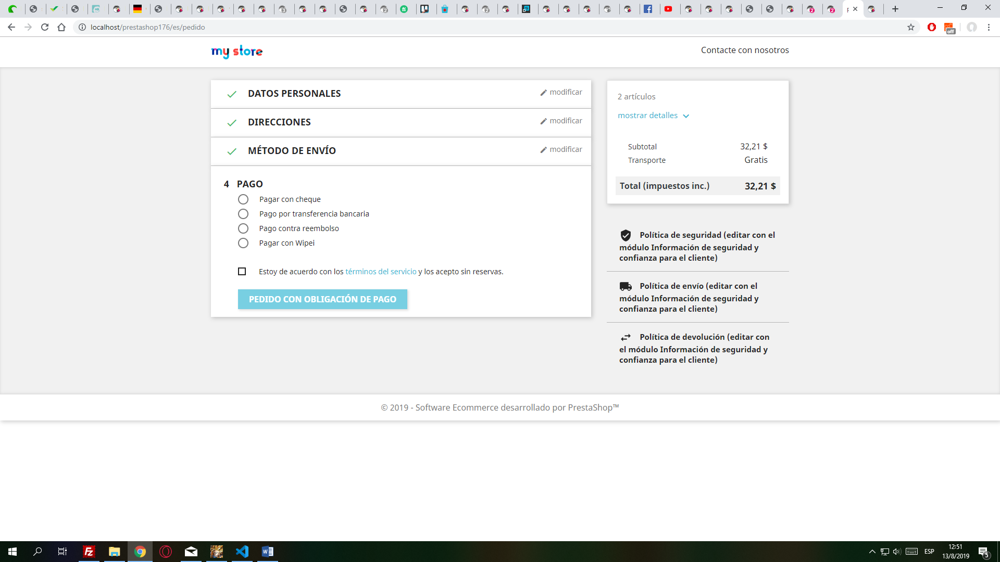 localhost/prestashop176/es/pedido
off
my store
Contacte con nosotros
DATOS PERSONALES
modificar
DIRECCIONES
modificar
MÉTODO DE ENVÍO
modificar
4 PAGO
Pagar con cheque
Pago por transferencia bancaria
Pago contra reembolso
Pagar con Wipei
Estoy de acuerdo con los términos del servicio y los acepto sin reservas.
PEDIDO CON OBLIGACIÓN DE PAGO
2 artículos
mostrar detalles
Subtotal 32,21 $
Transporte Gratis
Total (impuestos inc.) 32,21 $
Política de seguridad (editar con el
módulo Información de seguridad y
confianza para el cliente)
Política de envío (editar con el
módulo Información de seguridad y
confianza para el cliente)
Política de devolución (editar con
el módulo Información de seguridad y
confianza para el cliente)
© 2019 - Software Ecommerce desarrollado por PrestaShop™
ESP
12:51
13/8/2019
5